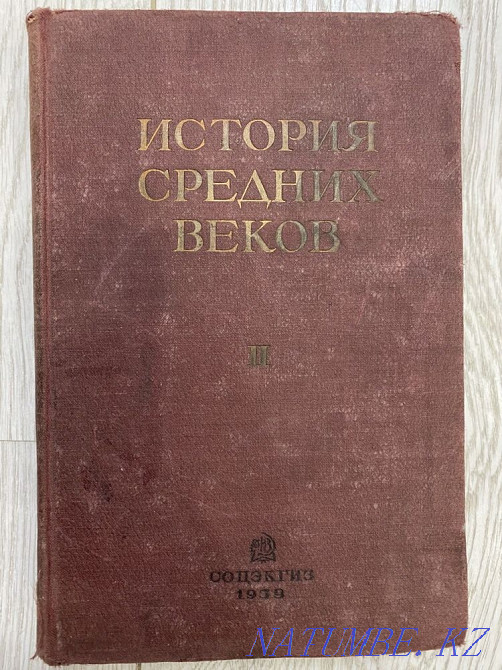 ИСТОРИЯ
СРЕДНИХ
ВЕКОВ
II
СОЦЭКГИЗ
1939
NATUMBE.KZ